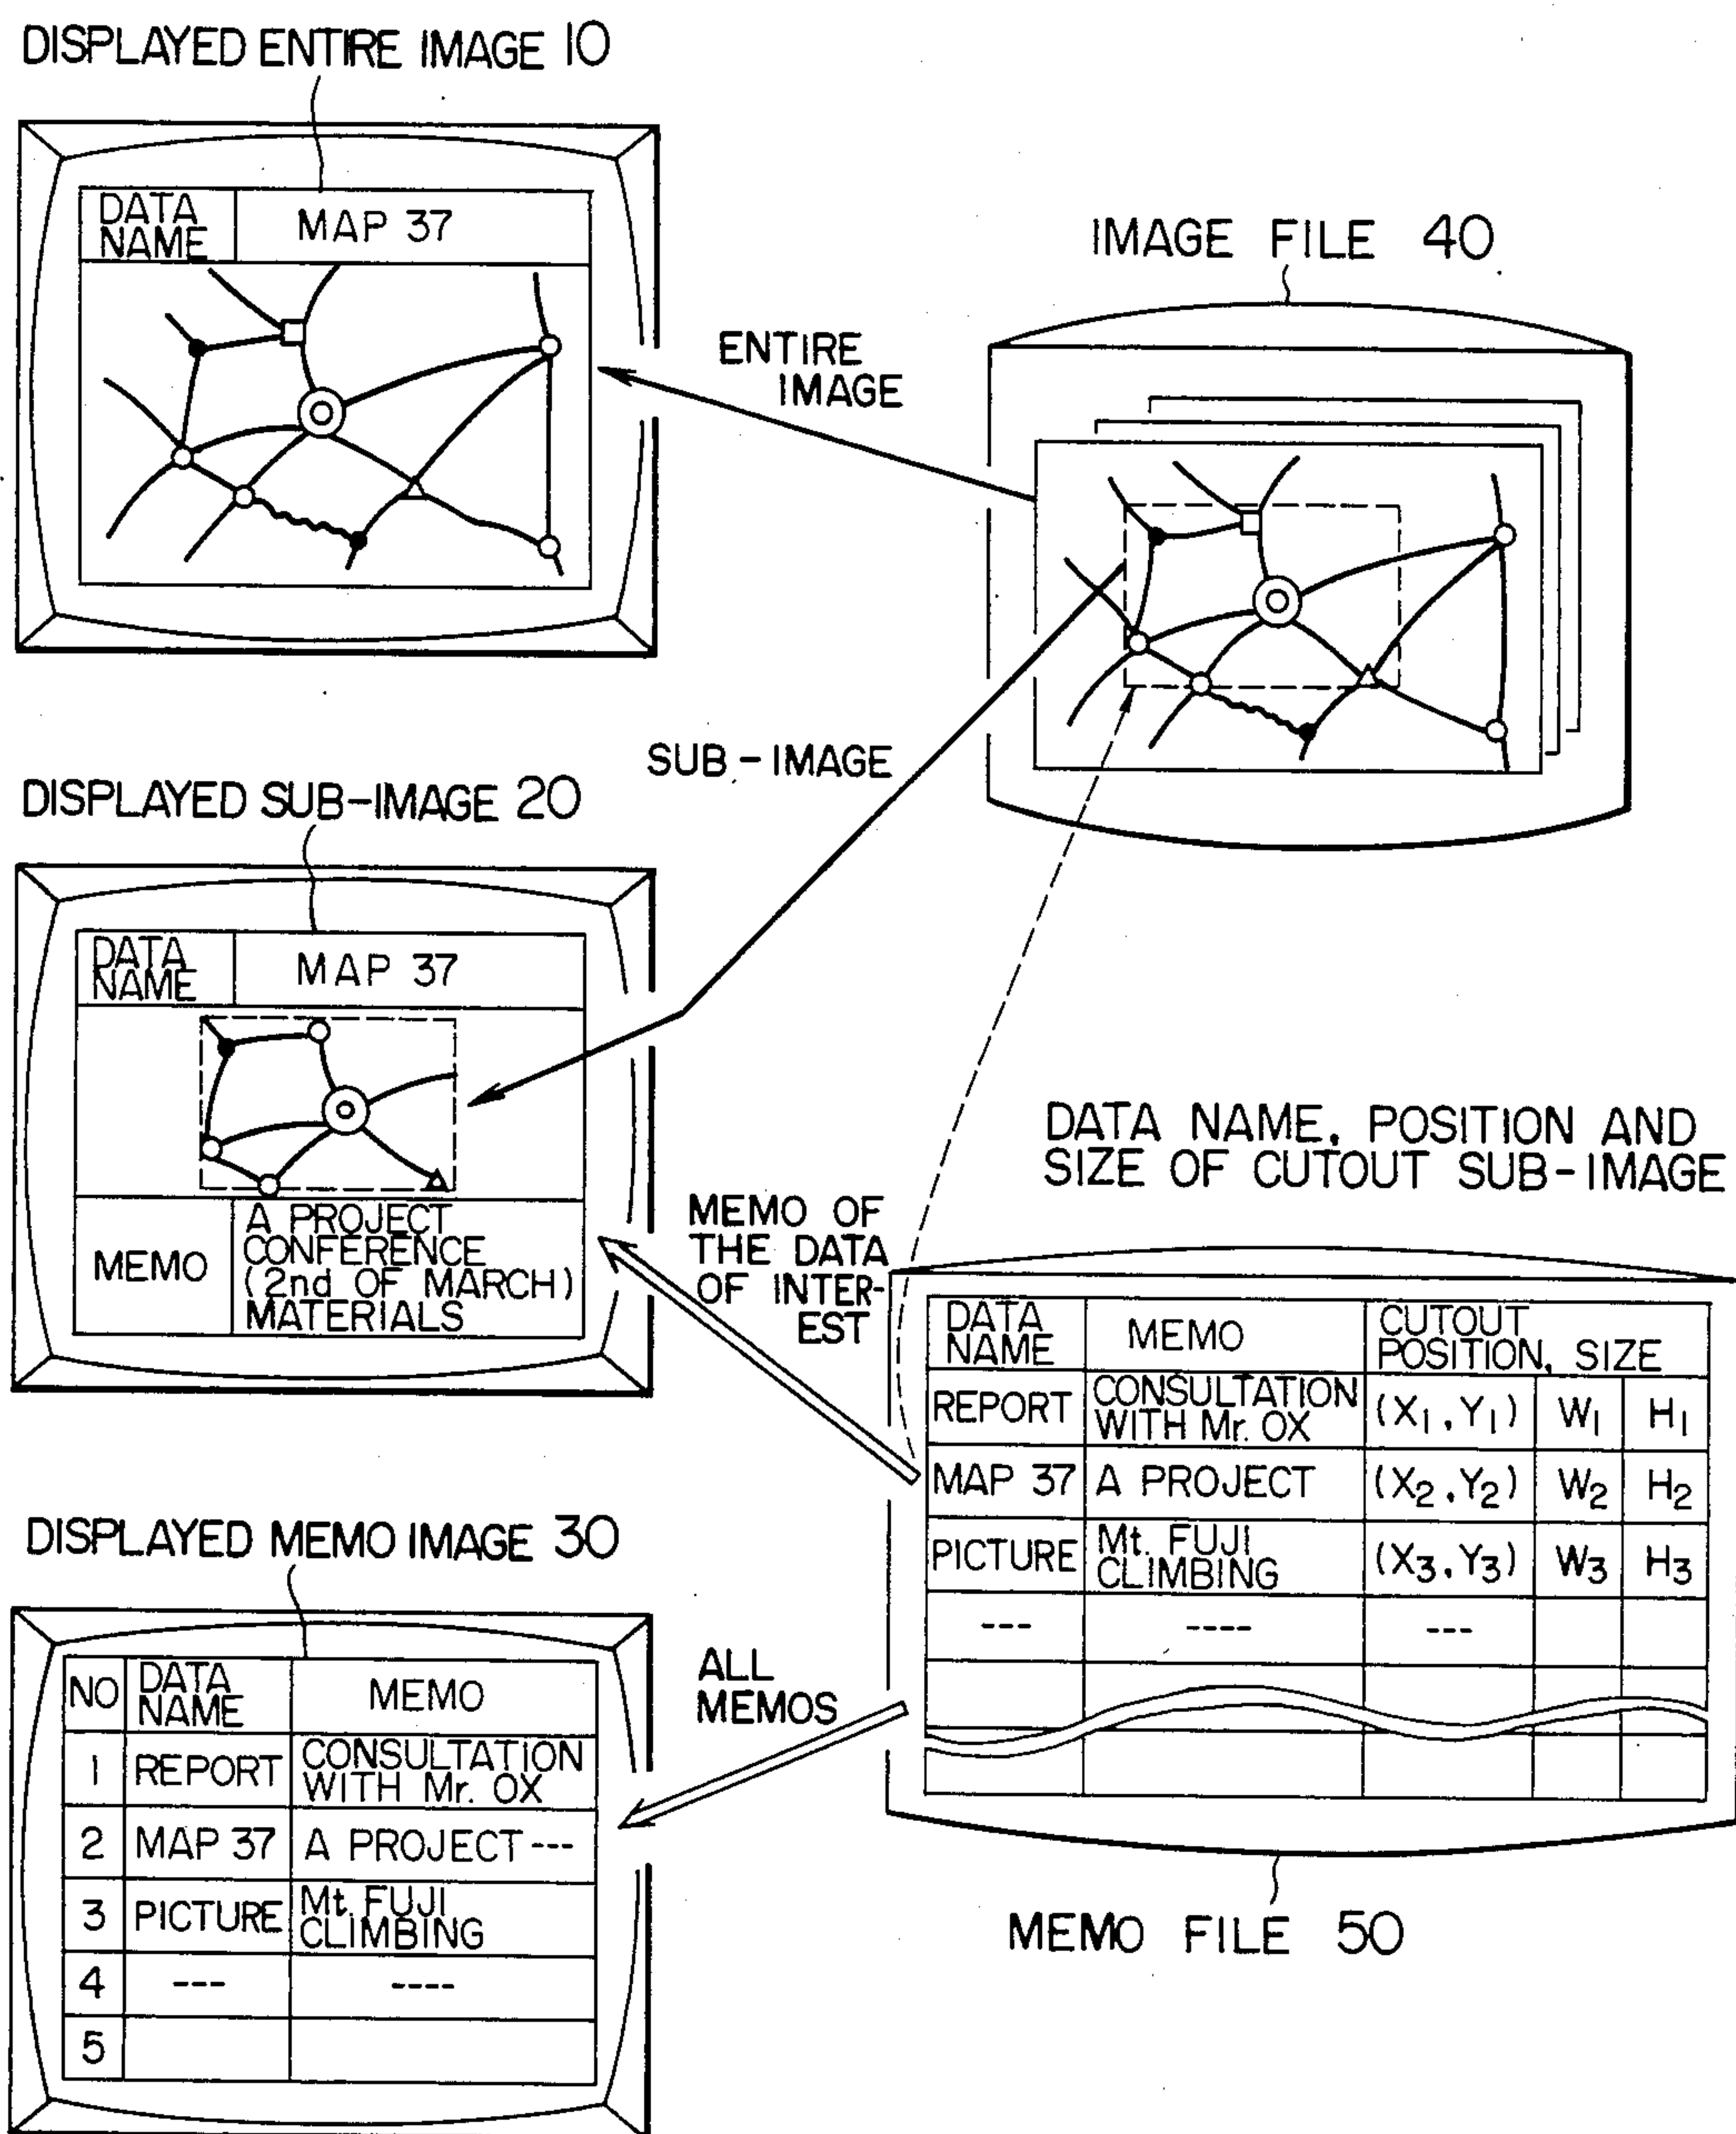 DISPLAYED ENTIRE IMAGE 10
DATA
NAME
MAP 37
ENTIRE
IMAGE
IMAGE FILE 40
SUB-IMAGE
DISPLAYED SUB-IMAGE 20
DATA
NAME
MAP 37
MEMO
A PROJECT
CONFERENCE
(2nd OF MARCH)
MATERIALS
MEMO OF
THE DATA
OF INTER-
EST
DATA NAME, POSITION AND
SIZE OF CUTOUT SUB-IMAGE
DATA
NAME
MEMO
CUTOUT
POSITION, SIZE
REPORT
CONSULTATION
WITH Mr. OX
(X1, Y1)
W1
H1
MAP 37
A PROJECT
(X2, Y2)
W2
H2
PICTURE
Mt. FUJI
CLIMBING
(X3, Y3)
W3
H3
---
----
---
MEMO FILE 50
DISPLAYED MEMO IMAGE 30
NO
DATA
NAME
MEMO
1
REPORT
CONSULTATION
WITH Mr. OX
2
MAP 37
A PROJECT ---
3
PICTURE
Mt. FUJI
CLIMBING
4
---
----
5
ALL
MEMOS